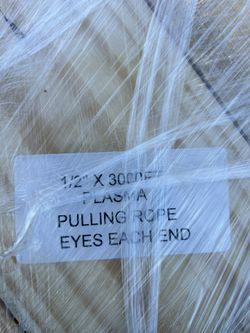 1/2" X 3000FT
PLASMA
PULLING ROPE
EYES EACH END